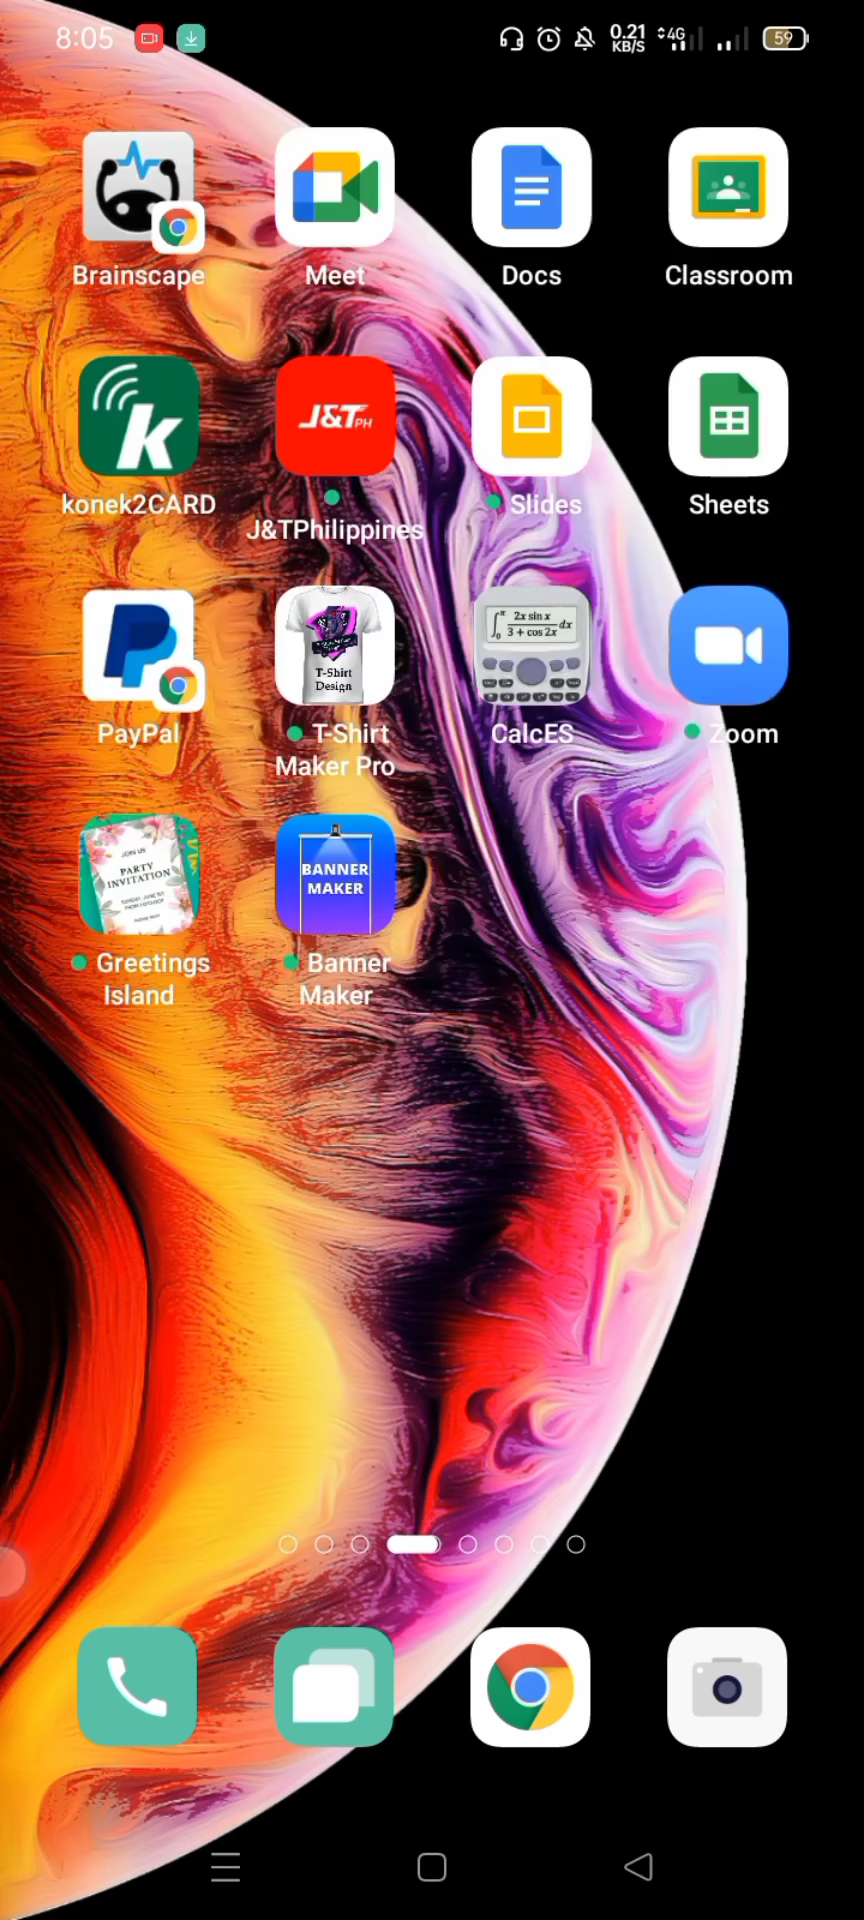 8:05
0.21
KB/S
4G
59
Brainscape
Meet
Docs
Classroom
k
J&T PH
konek2CARD
J&TPhilippines
Slides
Sheets
T-Shirt
Design
2x sin x
3 + cos 2x
dx
PayPal
T-Shirt
Maker Pro
CalcES
Zoom
JOIN US
PARTY
INVITATION
BANNER
MAKER
Greetings
Island
Banner
Maker